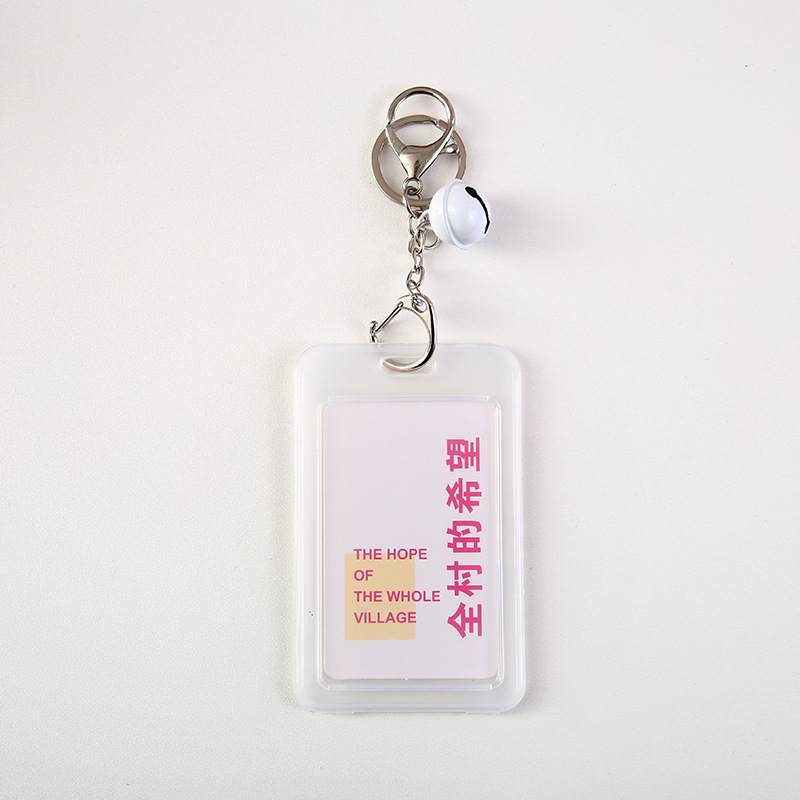 THE HOPE
OF
THE WHOLE
VILLAGE
全村的希望